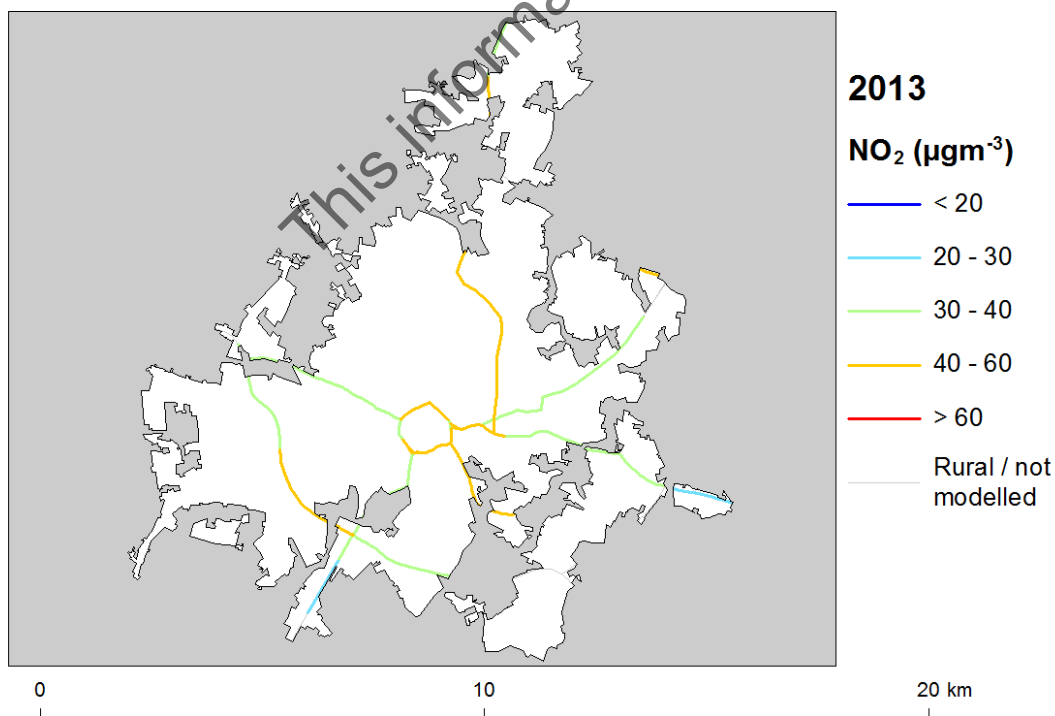 This informa
2013
NO₂ (µgm⁻³)
< 20
20 - 30
30 - 40
40 - 60
> 60
Rural / not
modelled
0 10 20 km